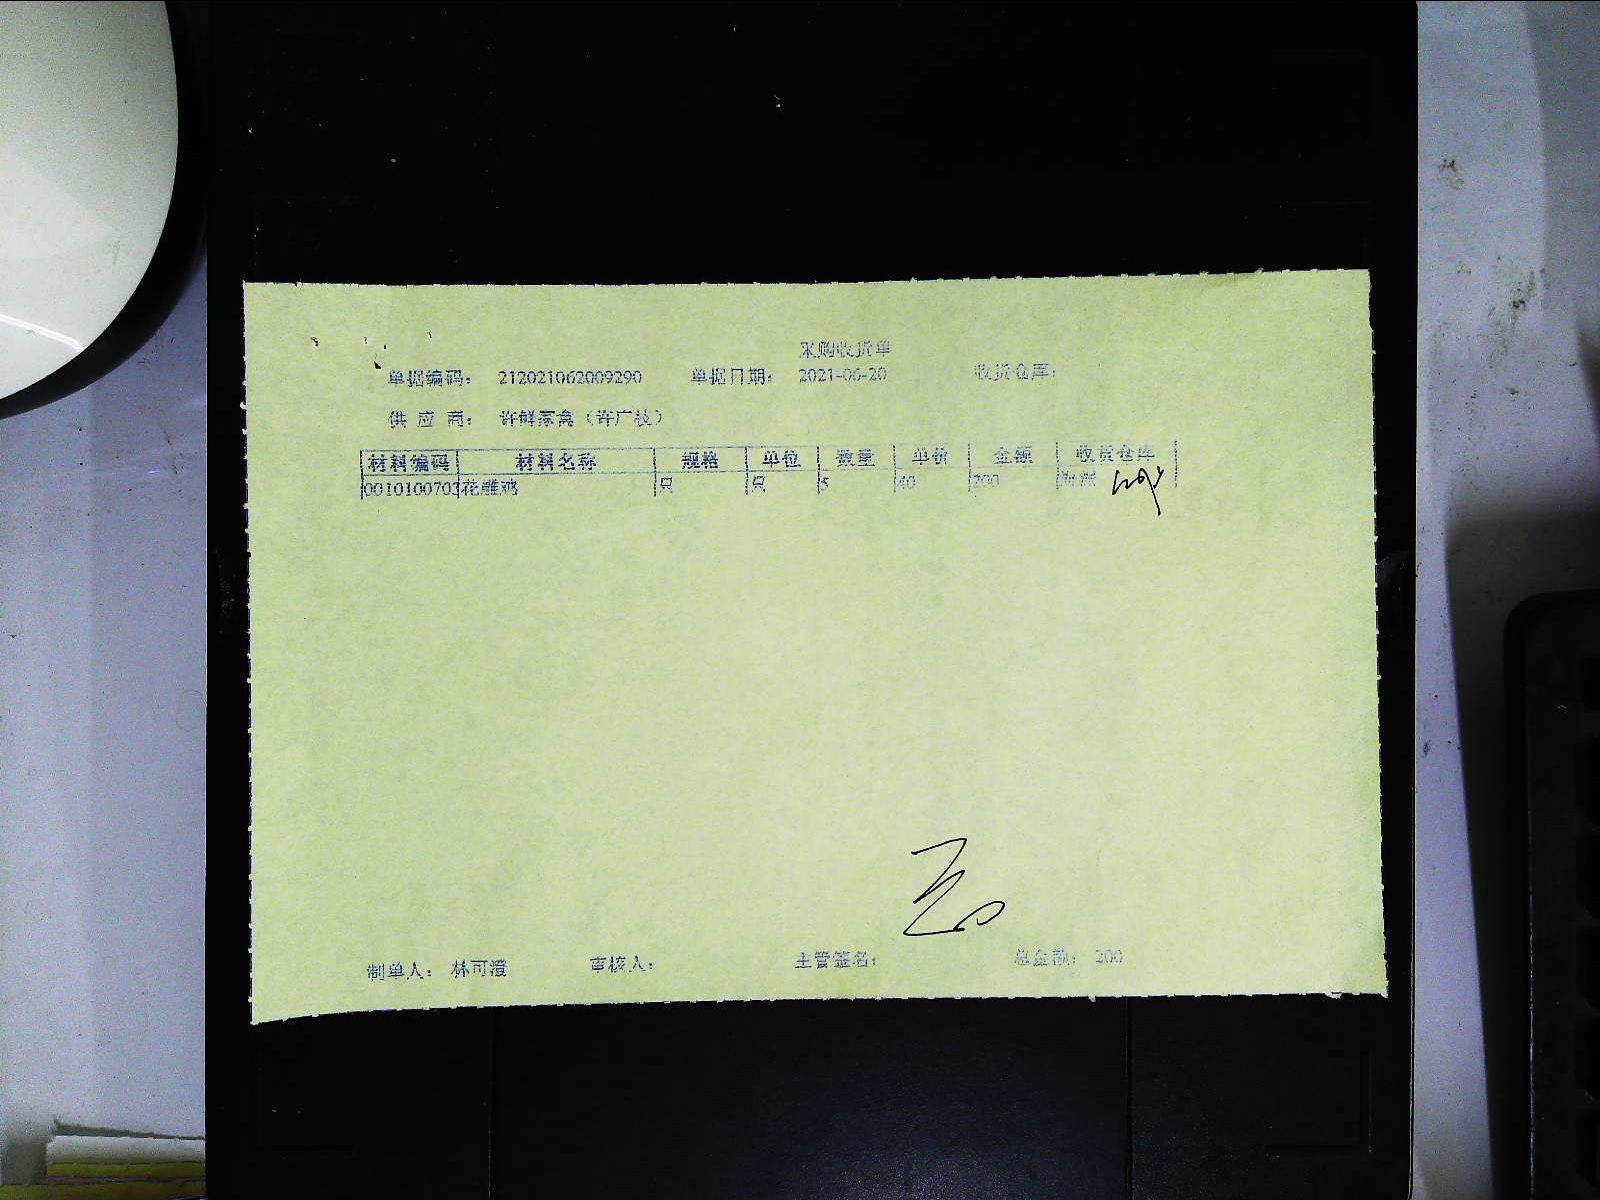 采购收货单
单据编码: 212021062009290 单据日期: 2021-06-20 收货仓库:
供 应 商: 许鲜家禽（许广枝）
材料编码 材料名称 规格 单位 数量 单价 金额 收货仓库
0010100703 花雕鸡 只 只 5 40 200
制单人: 林可澄 审核人: 主管签名: 总金额: 200